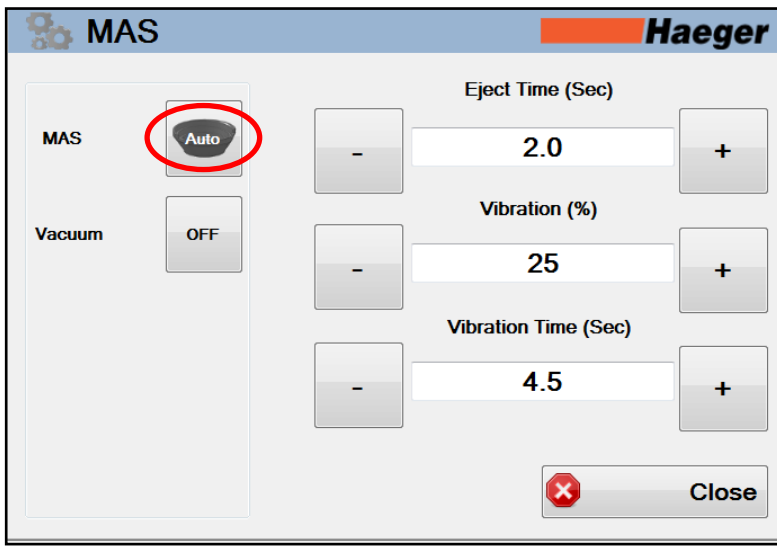 MAS
Haeger
MAS
Auto
Vacuum
OFF
Eject Time (Sec)
- 2.0 +
Vibration (%)
- 25 +
Vibration Time (Sec)
- 4.5 +
Close